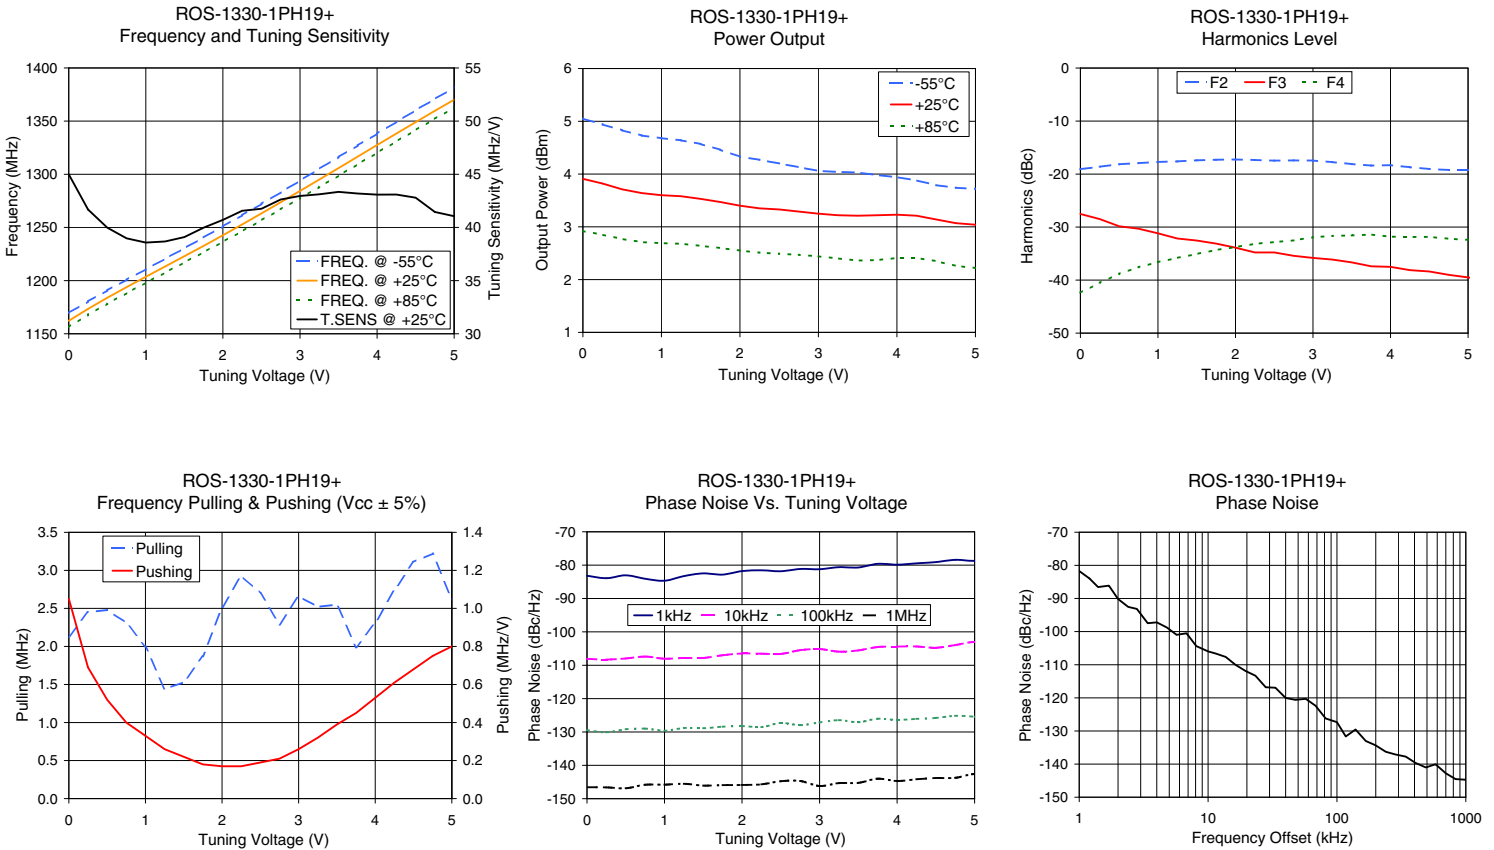 ROS-1330-1PH19+
Frequency and Tuning Sensitivity
1400
1350
1300
1250
1200
1150
55
50
45
40
35
30
0 1 2 3 4 5
Frequency (MHz)
Tuning Sensitivity (MHz/V)
Tuning Voltage (V)
FREQ. @ -55°C
FREQ. @ +25°C
FREQ. @ +85°C
T.SENS @ +25°C
ROS-1330-1PH19+
Power Output
6
5
4
3
2
1
0 1 2 3 4 5
Output Power (dBm)
Tuning Voltage (V)
-55°C
+25°C
+85°C
ROS-1330-1PH19+
Harmonics Level
0
-10
-20
-30
-40
-50
0 1 2 3 4 5
Harmonics (dBc)
Tuning Voltage (V)
F2 F3 F4
ROS-1330-1PH19+
Frequency Pulling & Pushing (Vcc ± 5%)
3.5
3.0
2.5
2.0
1.5
1.0
0.5
0.0
1.4
1.2
1.0
0.8
0.6
0.4
0.2
0.0
0 1 2 3 4 5
Pulling (MHz)
Pushing (MHz/V)
Tuning Voltage (V)
Pulling
Pushing
ROS-1330-1PH19+
Phase Noise Vs. Tuning Voltage
-70
-80
-90
-100
-110
-120
-130
-140
-150
0 1 2 3 4 5
Phase Noise (dBc/Hz)
Tuning Voltage (V)
1kHz 10kHz 100kHz 1MHz
ROS-1330-1PH19+
Phase Noise
-70
-80
-90
-100
-110
-120
-130
-140
-150
1 10 100 1000
Phase Noise (dBc/Hz)
Frequency Offset (kHz)